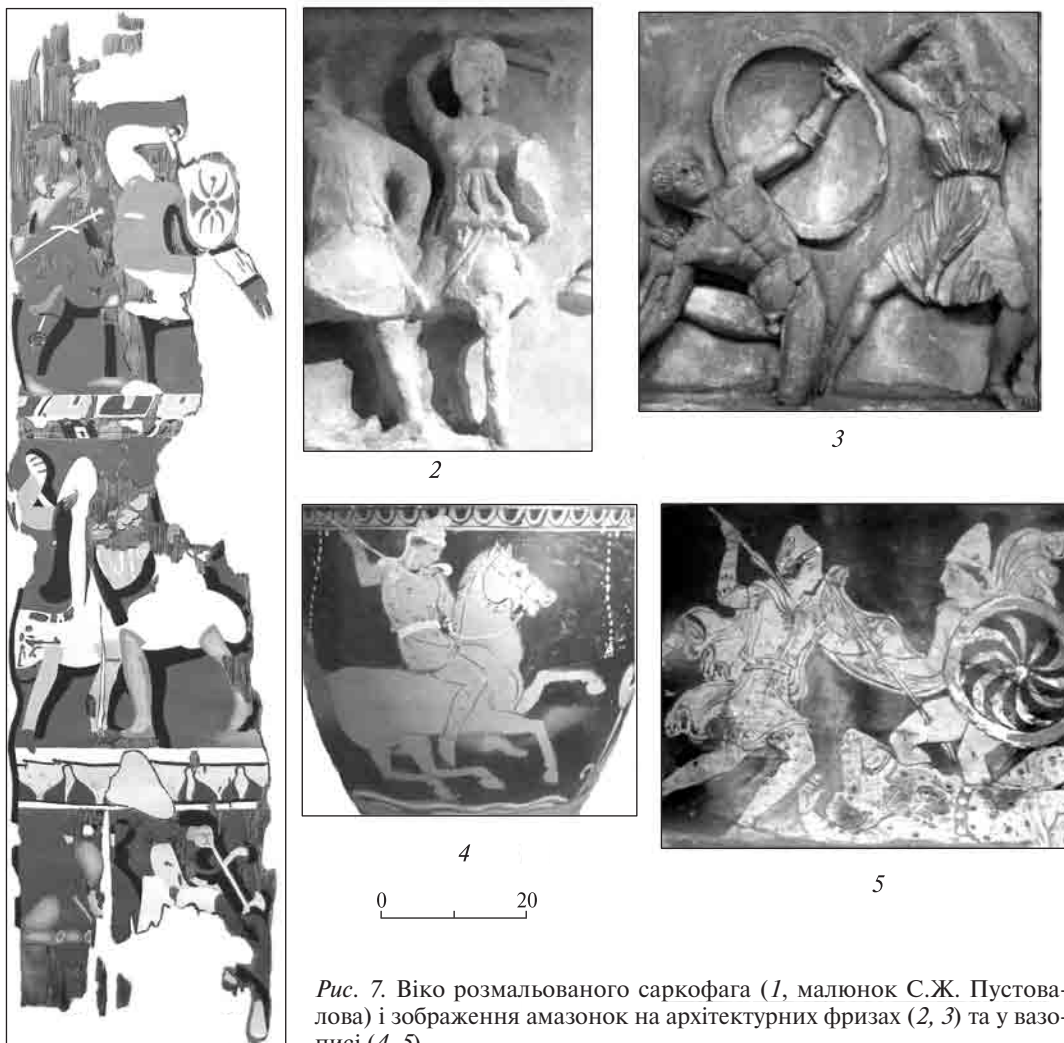 2
3
4
5
0 20
Рис. 7. Віко розмальованого саркофага (1, малюнок С.Ж. Пустова-
лова) і зображення амазонок на архітектурних фризах (2, 3) та у вазо-
писі (4, 5)